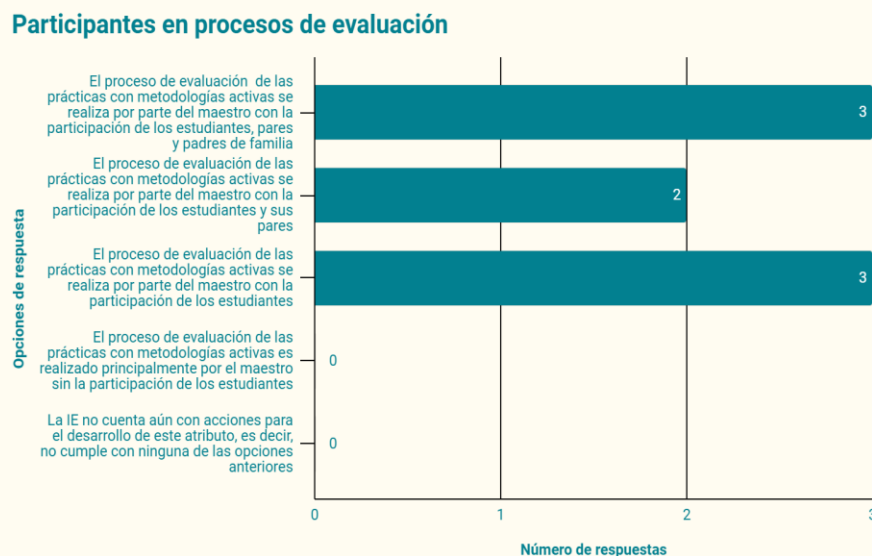 Participantes en procesos de evaluación
El proceso de evaluación  de las
prácticas con metodologías activas se
realiza por parte del maestro con la
participación de los estudiantes, pares
y padres de familia
3
El proceso de evaluación de las
prácticas con metodologías activas se
realiza por parte del maestro con la
participación de los estudiantes y sus
pares
2
El proceso de evaluación de las
prácticas con metodologías activas se
realiza por parte del maestro con la
participación de los estudiantes
3
El proceso de evaluación de las
prácticas con metodologías activas es
realizado principalmente por el maestro
sin la participación de los estudiantes
0
La IE no cuenta aún con acciones para
el desarrollo de este atributo, es decir,
no cumple con ninguna de las opciones
anteriores
0
Opciones de respuesta
0 1 2 3
Número de respuestas